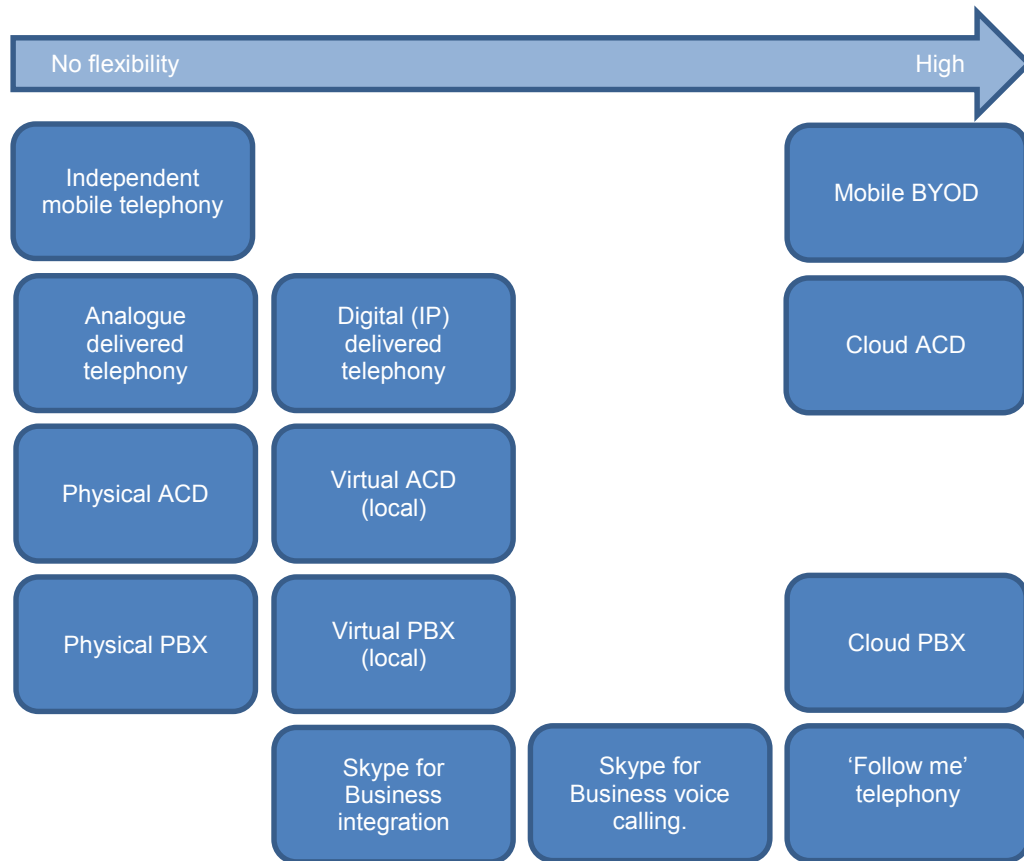 No flexibility
High
Independent
mobile telephony
Mobile BYOD
Analogue
delivered
telephony
Digital (IP)
delivered
telephony
Cloud ACD
Physical ACD
Virtual ACD
(local)
Physical PBX
Virtual PBX
(local)
Cloud PBX
Skype for
Business
integration
Skype for
Business voice
calling.
‘Follow me’
telephony